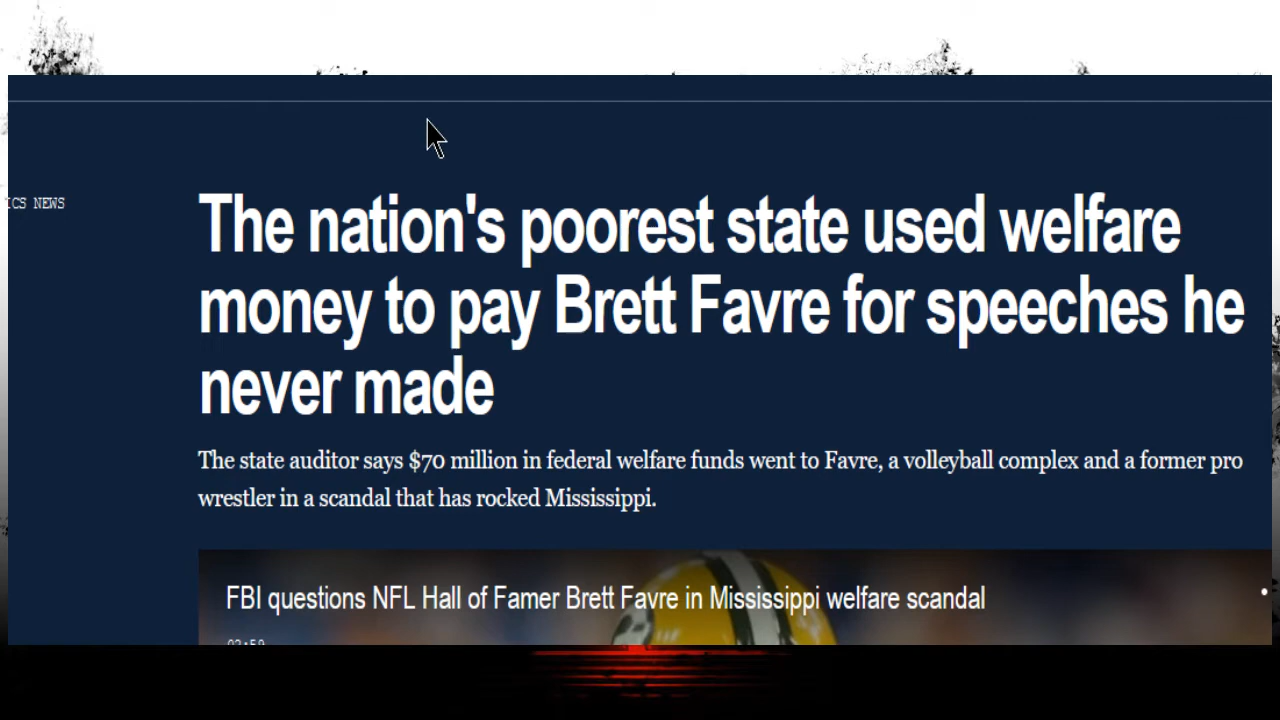 ICS NEWS
The nation's poorest state used welfare
money to pay Brett Favre for speeches he
never made
The state auditor says $70 million in federal welfare funds went to Favre, a volleyball complex and a former pro
wrestler in a scandal that has rocked Mississippi.
FBI questions NFL Hall of Famer Brett Favre in Mississippi welfare scandal